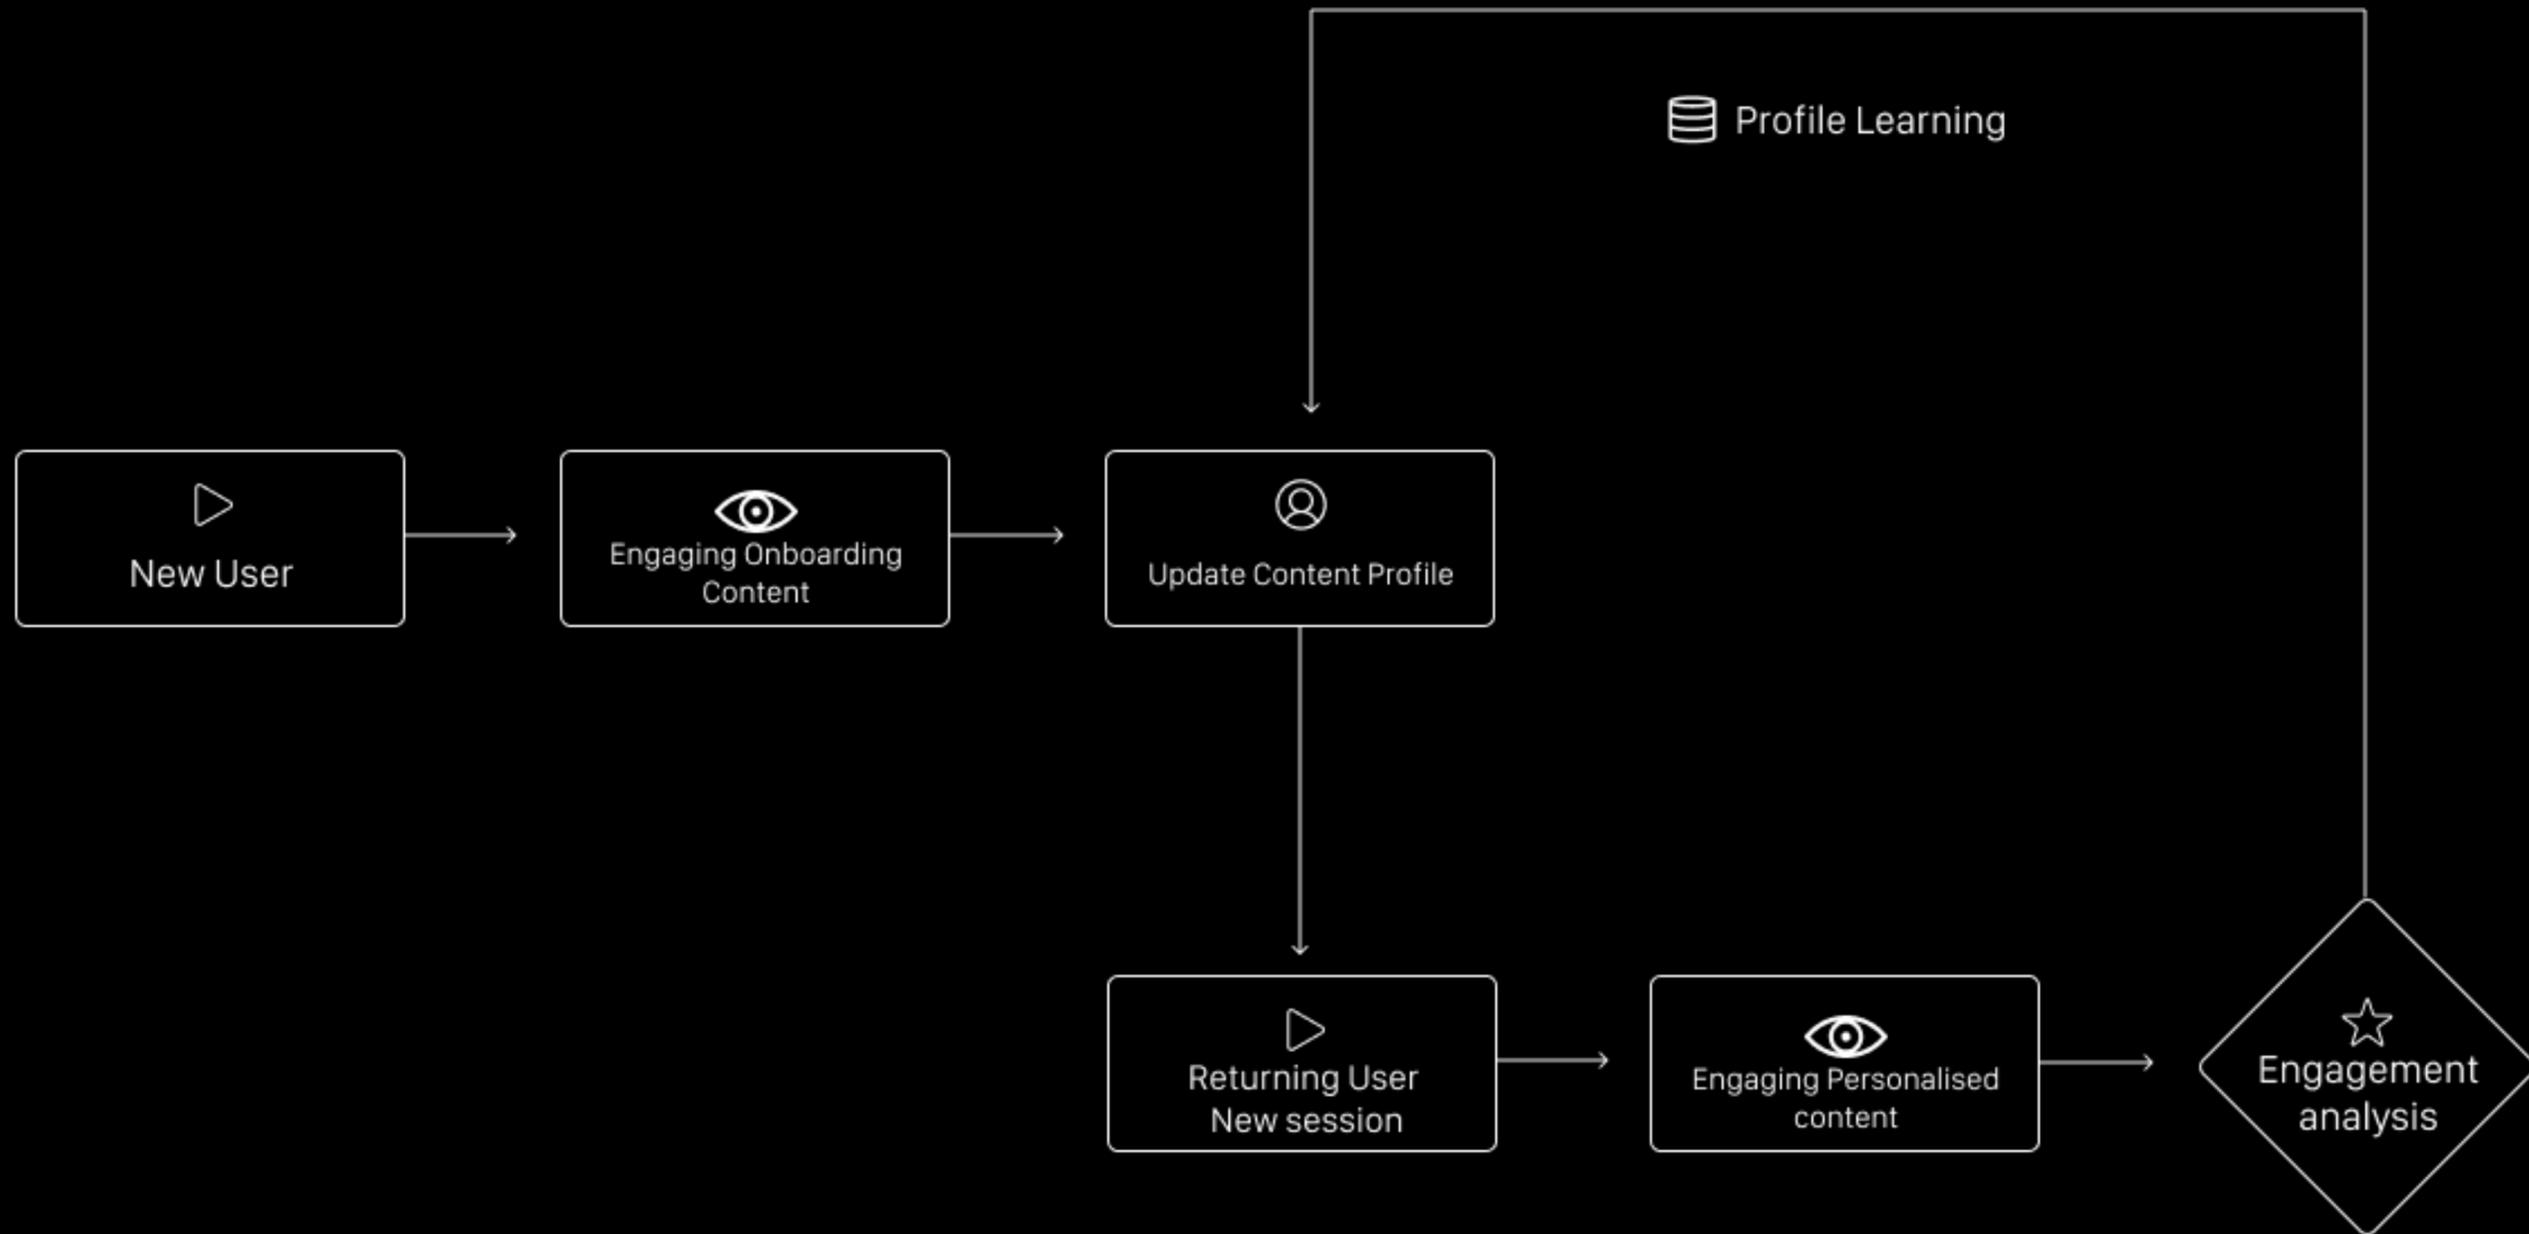 Profile Learning
New User
Engaging Onboarding
Content
Update Content Profile
Returning User
New session
Engaging Personalised
content
Engagement
analysis